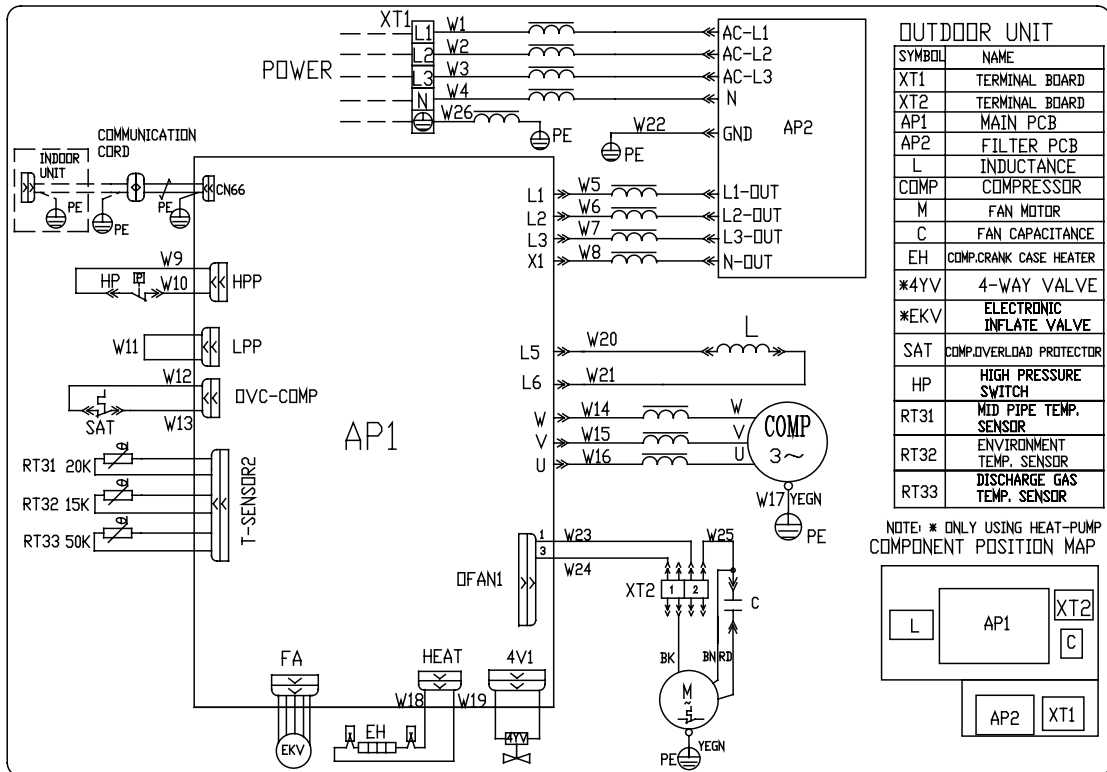 XT1
POWER
L1 W1
L2 W2
L3 W3
N W4
W26
PE
AC-L1
AC-L2
AC-L3
N
W22 GND
PE
AP2
COMMUNICATION
CORD
INDOOR
UNIT
PE
PE
PE
CN66
L1 W5 L1-OUT
L2 W6 L2-OUT
L3 W7 L3-OUT
X1 W8 N-OUT
W9
HP P W10 HPP
W11 LPP
W12
OVC-COMP
SAT W13
RT31 20K θ
RT32 15K θ
RT33 50K θ
T-SENSOR2
AP1
L5 W20 L
L6 W21
W W14 W
V W15 V
U W16 U
COMP
3~
W17 YEGN
PE
OFAN1
1 W23
3 W24
W25
XT2 1 2
C
BK BN RD
M
~
YEGN
PE
FA
EKV
HEAT
W18 W19
EH
4V1
4YV
OUTDOOR UNIT
SYMBOL NAME
XT1 TERMINAL BOARD
XT2 TERMINAL BOARD
AP1 MAIN PCB
AP2 FILTER PCB
L INDUCTANCE
COMP COMPRESSOR
M FAN MOTOR
C FAN CAPACITANCE
EH COMP.CRANK CASE HEATER
*4YV 4-WAY VALVE
*EKV ELECTRONIC
INFLATE VALVE
SAT COMP.OVERLOAD PROTECTOR
HP HIGH PRESSURE
SWITCH
RT31 MID PIPE TEMP.
SENSOR
RT32 ENVIRONMENT
TEMP. SENSOR
RT33 DISCHARGE GAS
TEMP. SENSOR
NOTE: * ONLY USING HEAT-PUMP
COMPONENT POSITION MAP
L
AP1
XT2
C
AP2
XT1